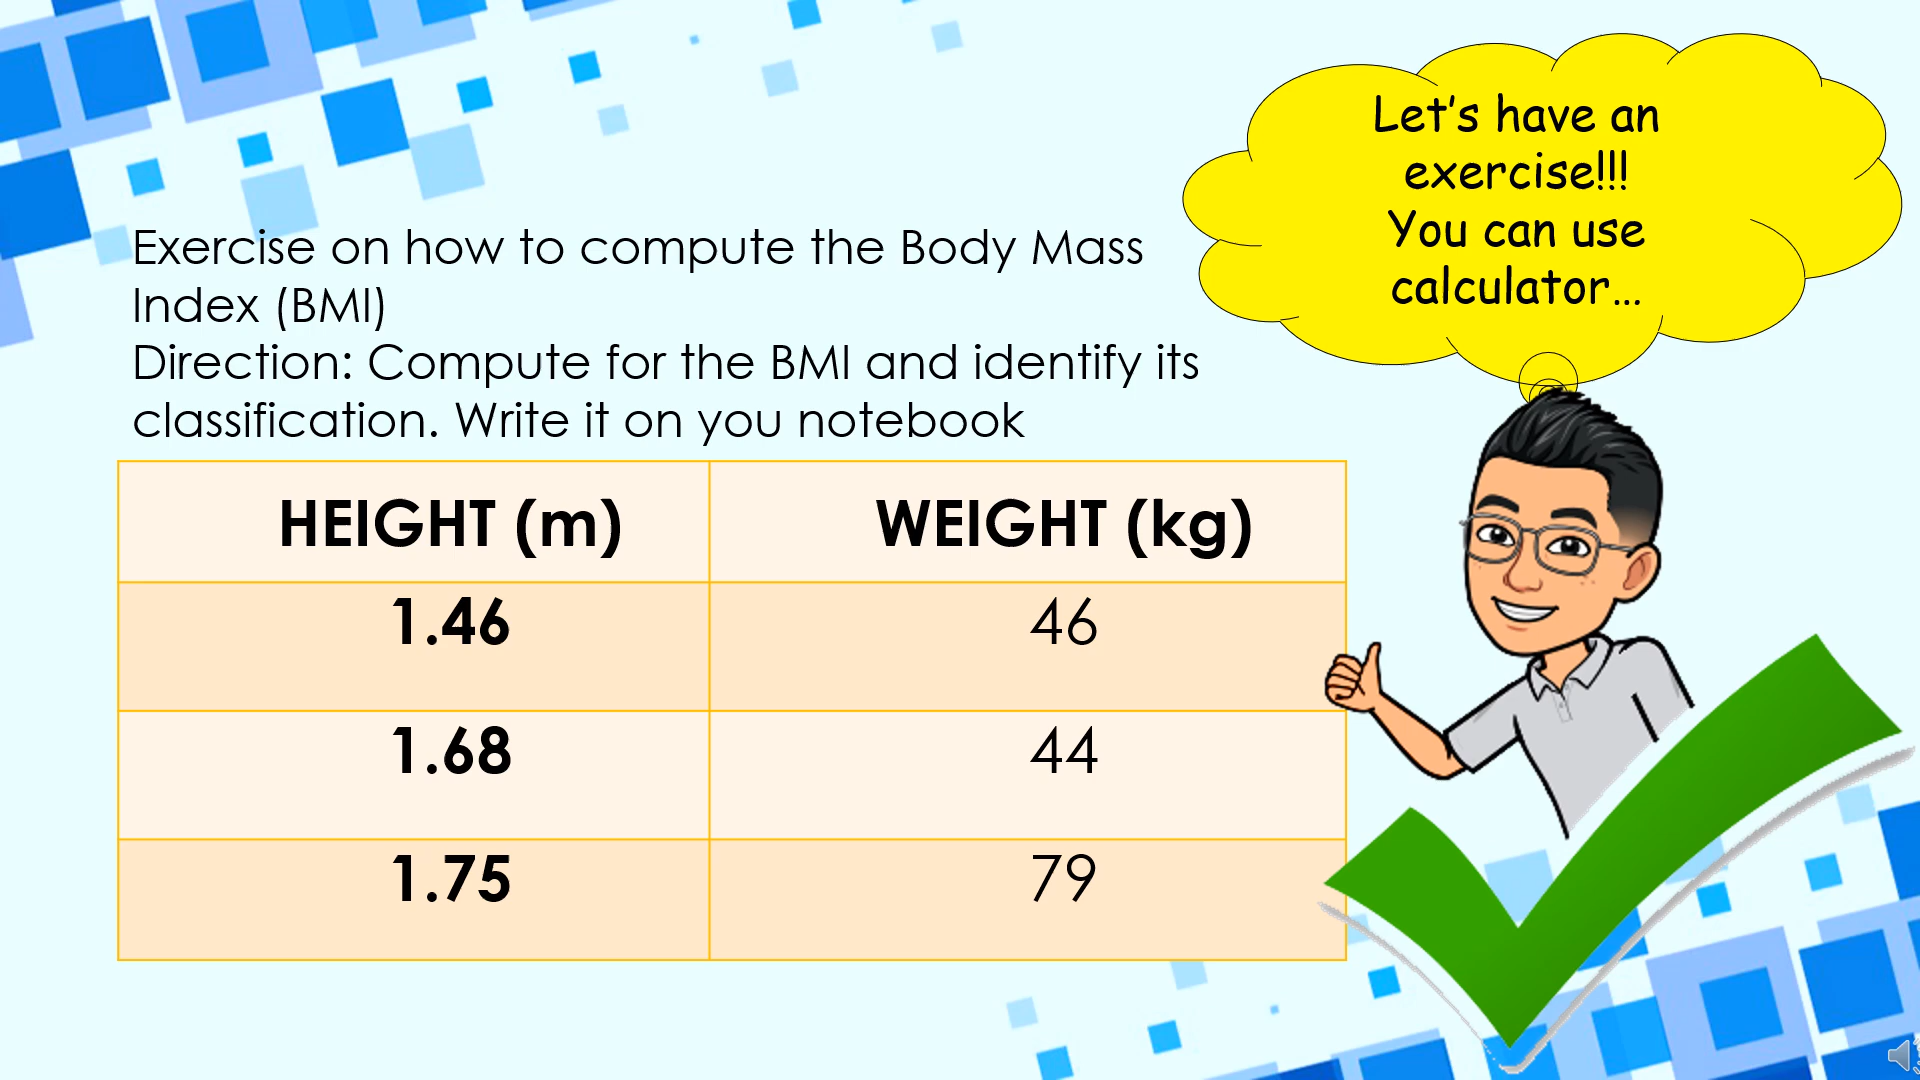 Let's have an
exercise!!!
You can use
calculator...
Exercise on how to compute the Body Mass
Index (BMI)
Direction: Compute for the BMI and identify its
classification. Write it on you notebook
HEIGHT (m) WEIGHT (kg)
1.46 46
1.68 44
1.75 79